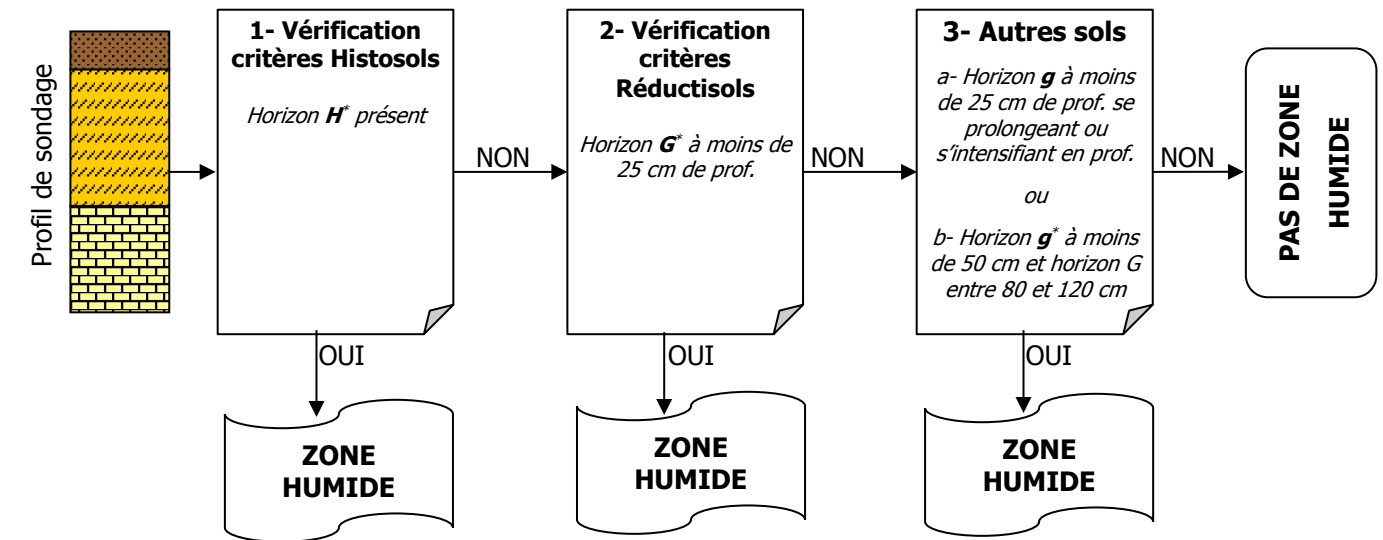 Profil de sondage
1- Vérification
critères Histosols
Horizon H* présent
NON
OUI
ZONE
HUMIDE
2- Vérification
critères
Réductisols
Horizon G* à moins de
25 cm de prof.
NON
OUI
ZONE
HUMIDE
3- Autres sols
a- Horizon g à moins
de 25 cm de prof. se
prolongeant ou
s'intensifiant en prof.
ou
b- Horizon g* à moins
de 50 cm et horizon G
entre 80 et 120 cm
NON
OUI
ZONE
HUMIDE
PAS DE ZONE
HUMIDE